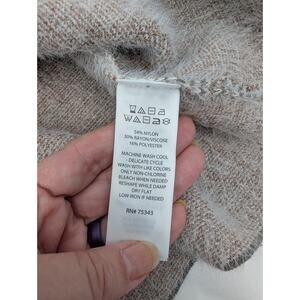 54% NYLON
30% RAYON/VISCOSE
16% POLYESTER
MACHINE WASH COOL
- DELICATE CYCLE
WASH WITH LIKE COLORS
ONLY NON-CHLORINE
BLEACH WHEN NEEDED
RESHAPE WHILE DAMP
DRY FLAT
LOW IRON IF NEEDED
RN# 75343